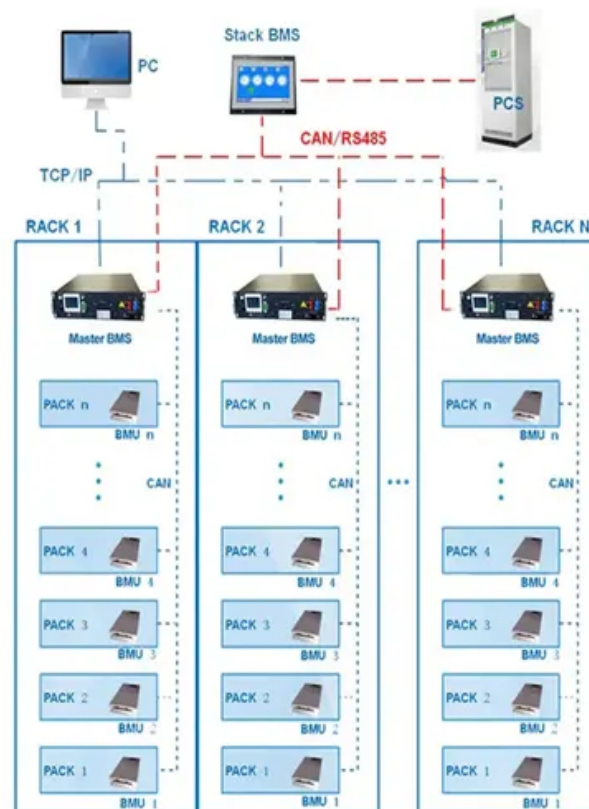 PC
Stack BMS
PCS
CAN/RS485
TCP/IP
RACK 1
RACK 2
RACK N
Master BMS
Master BMS
Master BMS
PACK n
BMU n
PACK n
BMU n
PACK n
BMU n
CAN
CAN
CAN
PACK 4
BMU 4
PACK 4
BMU 4
PACK 4
BMU 4
PACK 3
BMU 3
PACK 3
BMU 3
PACK 3
BMU 3
PACK 2
BMU 2
PACK 2
BMU 2
PACK 2
BMU 2
PACK 1
BMU 1
PACK 1
BMU 1
PACK 1
BMU 1